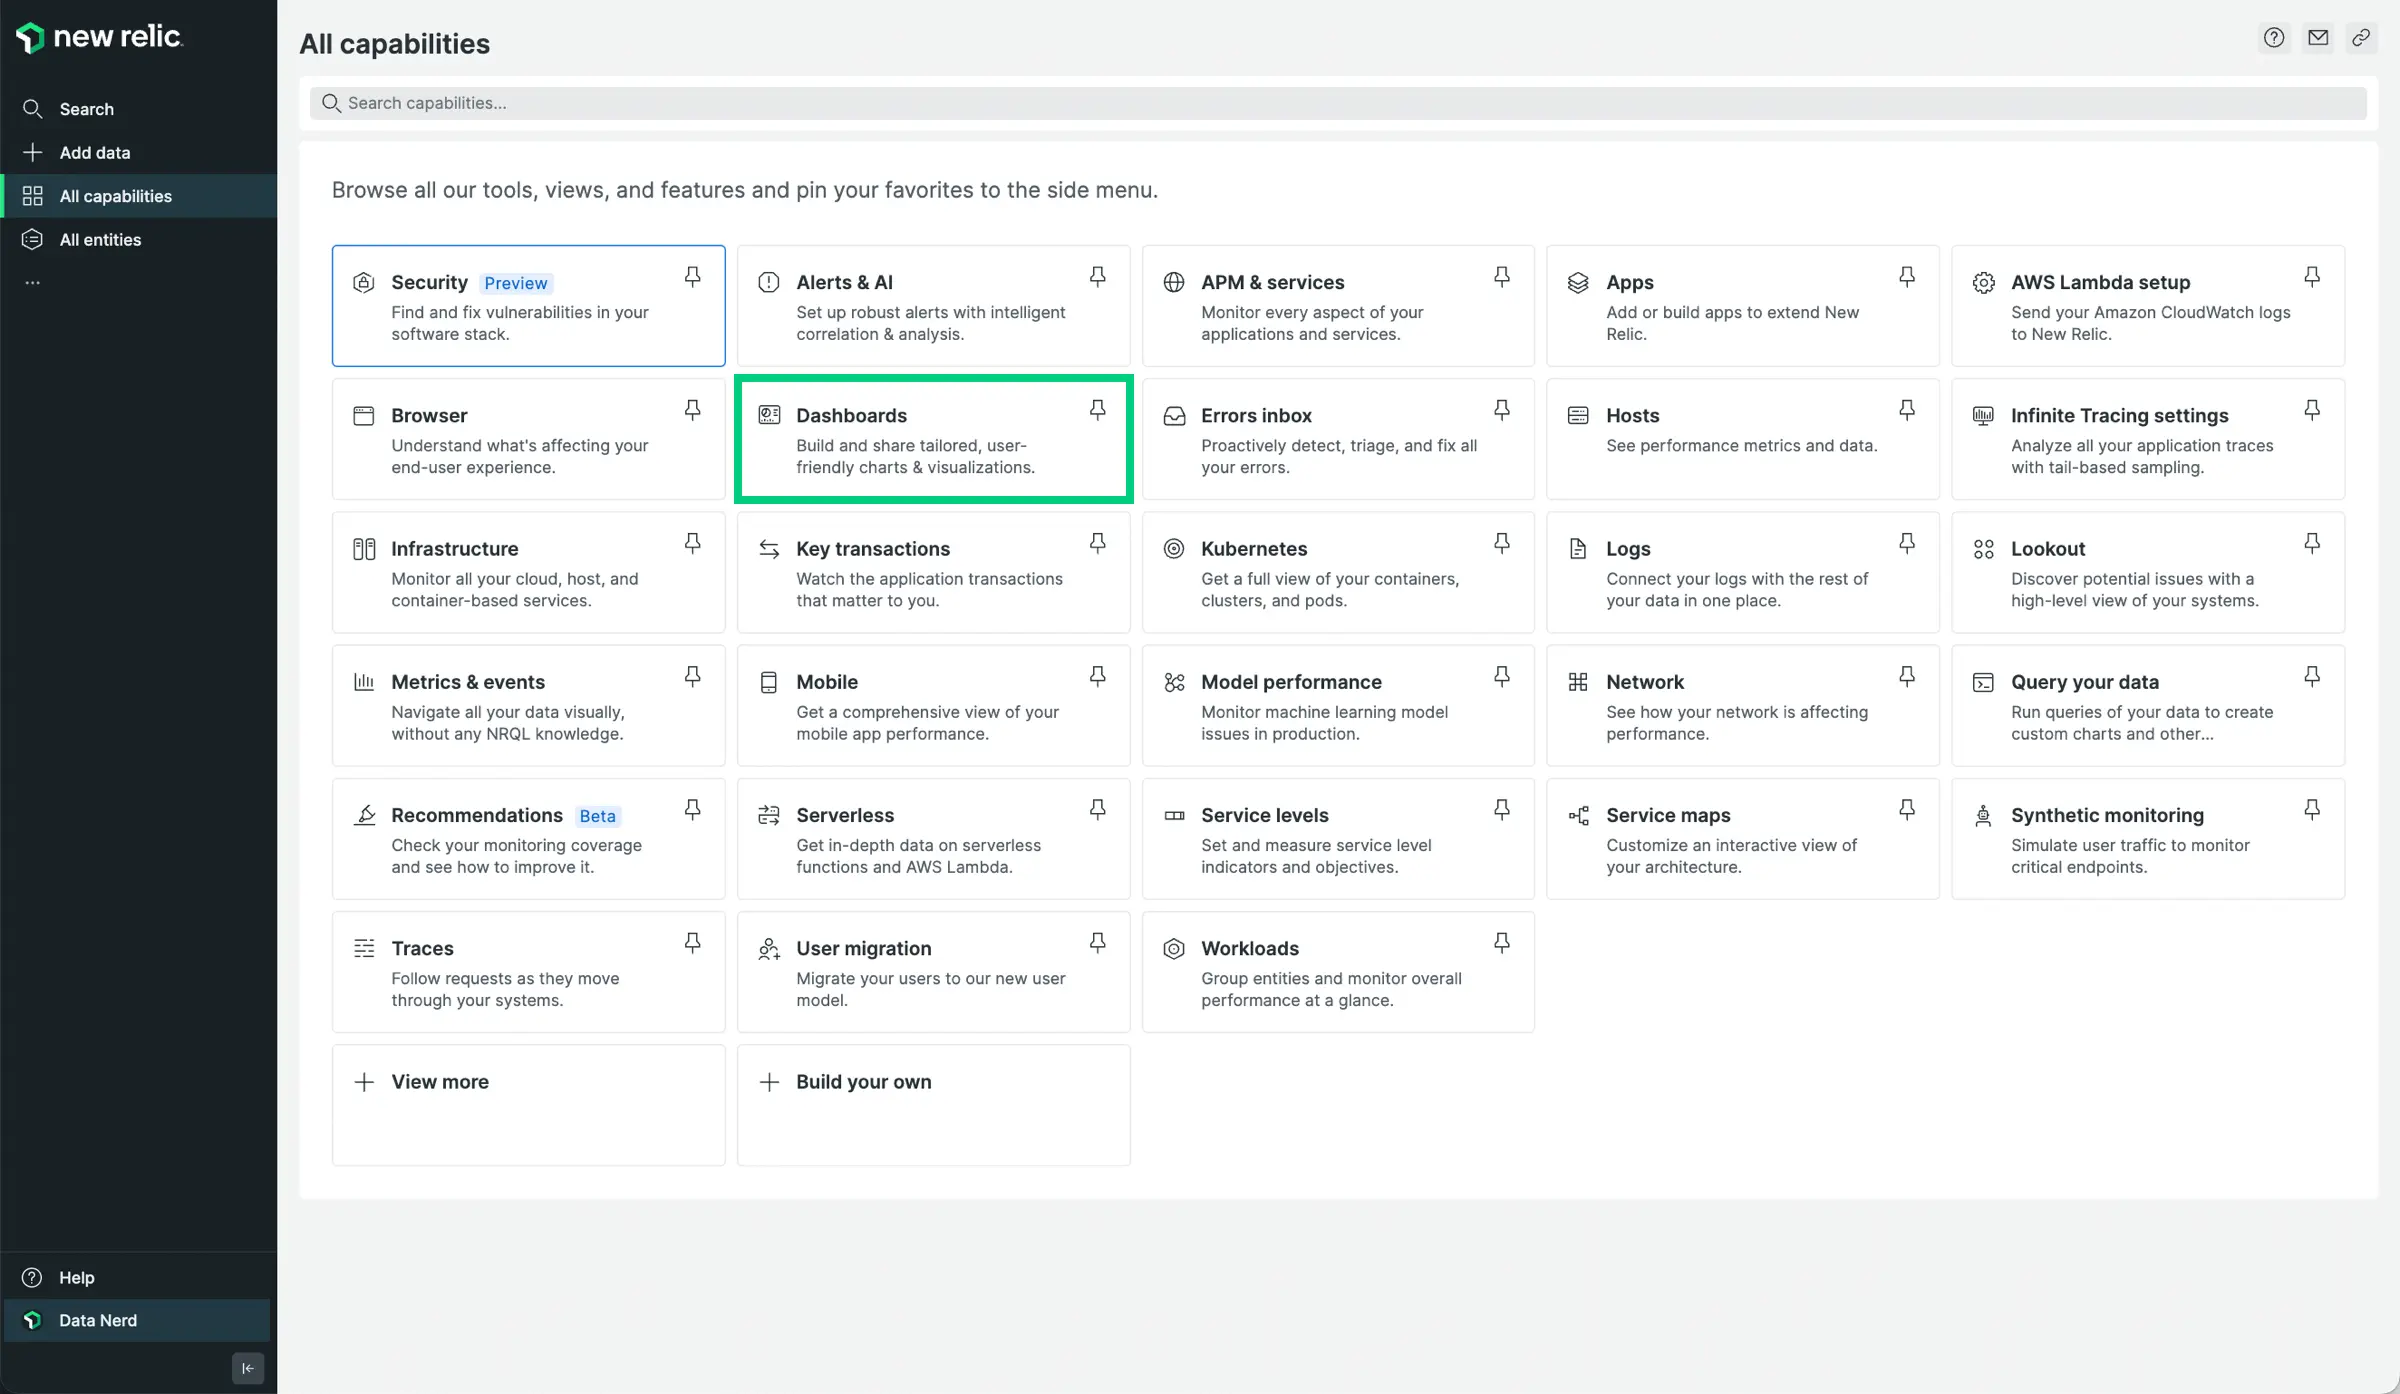 new relic.
Search
Add data
All capabilities
All entities
...
Help
Data Nerd
All capabilities
Search capabilities...
Browse all our tools, views, and features and pin your favorites to the side menu.
Security Preview
Find and fix vulnerabilities in your
software stack.
Alerts & AI
Set up robust alerts with intelligent
correlation & analysis.
APM & services
Monitor every aspect of your
applications and services.
Apps
Add or build apps to extend New
Relic.
AWS Lambda setup
Send your Amazon CloudWatch logs
to New Relic.
Browser
Understand what's affecting your
end-user experience.
Dashboards
Build and share tailored, user-
friendly charts & visualizations.
Errors inbox
Proactively detect, triage, and fix all
your errors.
Hosts
See performance metrics and data.
Infinite Tracing settings
Analyze all your application traces
with tail-based sampling.
Infrastructure
Monitor all your cloud, host, and
container-based services.
Key transactions
Watch the application transactions
that matter to you.
Kubernetes
Get a full view of your containers,
clusters, and pods.
Logs
Connect your logs with the rest of
your data in one place.
Lookout
Discover potential issues with a
high-level view of your systems.
Metrics & events
Navigate all your data visually,
without any NRQL knowledge.
Mobile
Get a comprehensive view of your
mobile app performance.
Model performance
Monitor machine learning model
issues in production.
Network
See how your network is affecting
performance.
Query your data
Run queries of your data to create
custom charts and other...
Recommendations Beta
Check your monitoring coverage
and see how to improve it.
Serverless
Get in-depth data on serverless
functions and AWS Lambda.
Service levels
Set and measure service level
indicators and objectives.
Service maps
Customize an interactive view of
your architecture.
Synthetic monitoring
Simulate user traffic to monitor
critical endpoints.
Traces
Follow requests as they move
through your systems.
User migration
Migrate your users to our new user
model.
Workloads
Group entities and monitor overall
performance at a glance.
View more
Build your own